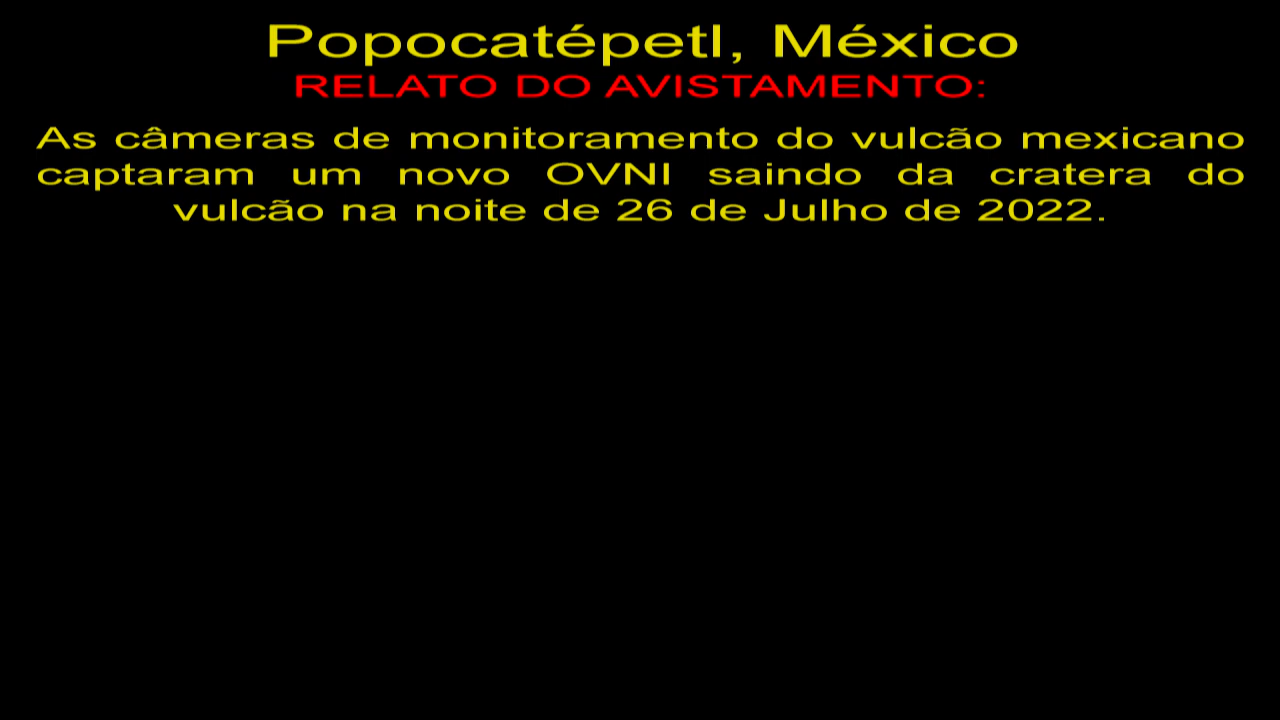 Popocatépetl, México
RELATO DO AVISTAMENTO:
As câmeras de monitoramento do vulcão mexicano
captaram um novo OVNI saindo da cratera do
vulcão na noite de 26 de Julho de 2022.